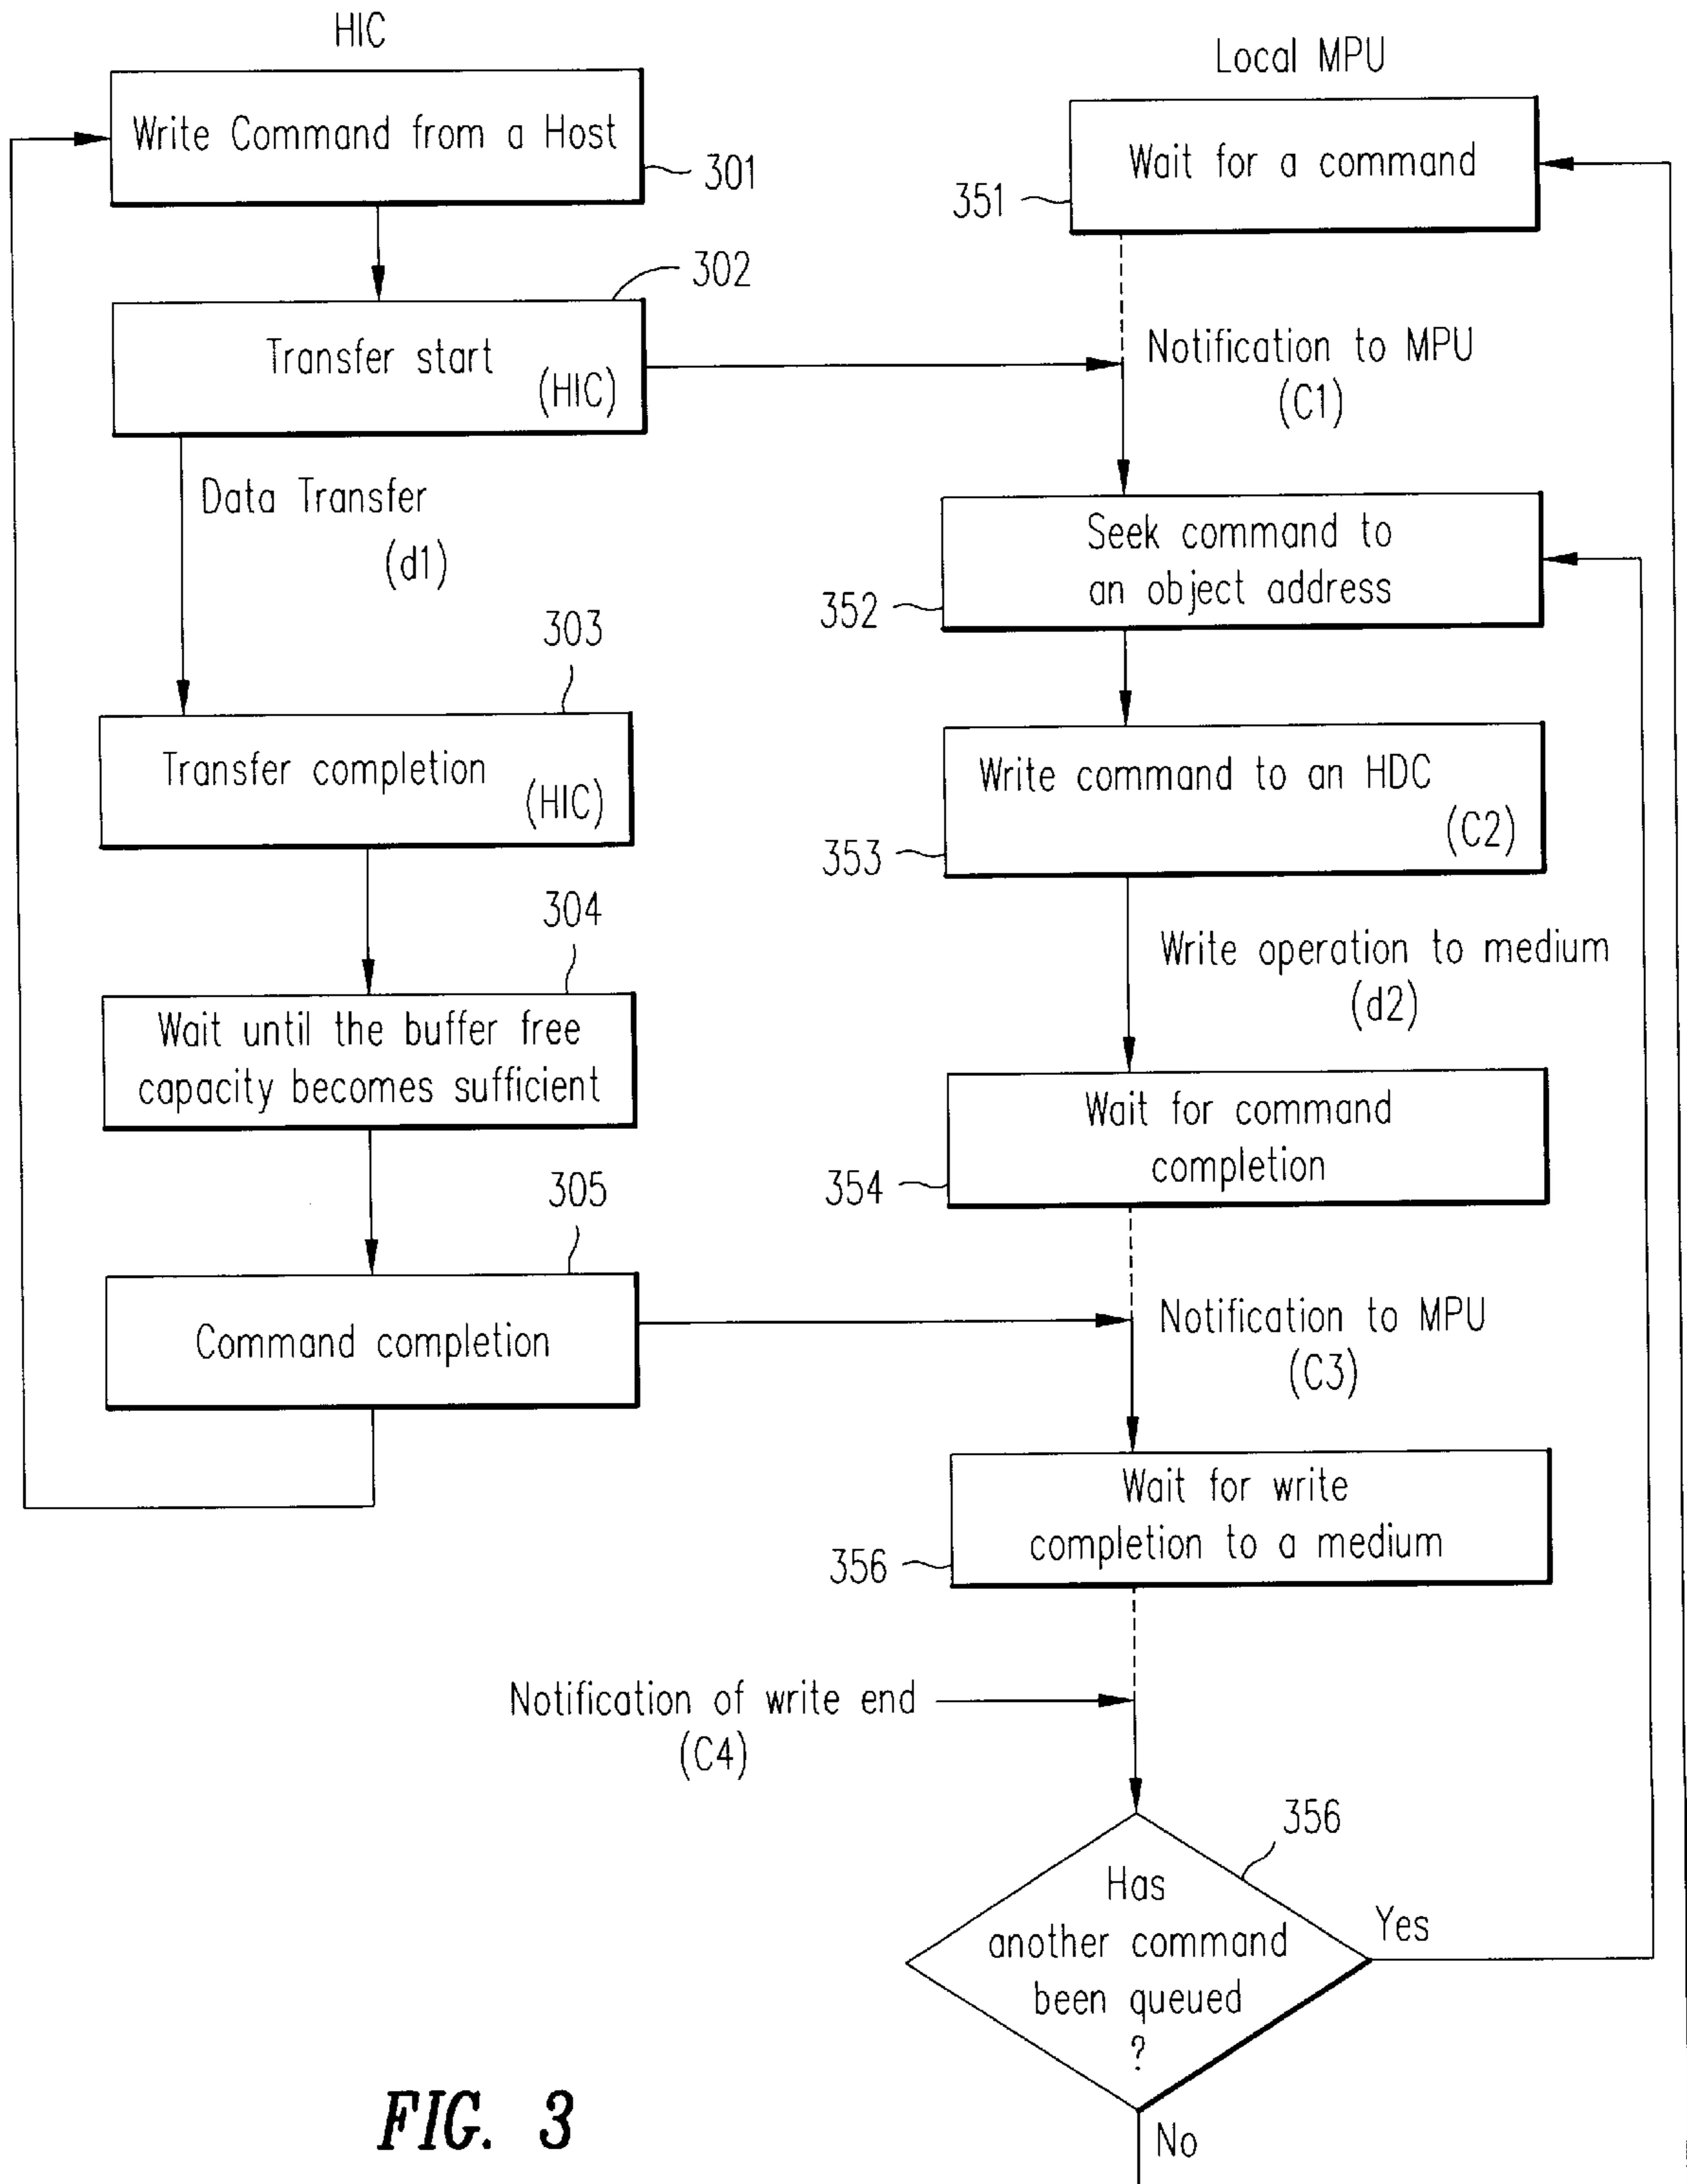 HIC
Write Command from a Host
301
302
Transfer start
(HIC)
Data Transfer
(d1)
303
Transfer completion
(HIC)
304
Wait until the buffer free
capacity becomes sufficient
305
Command completion
Local MPU
Wait for a command
351
Notification to MPU
(C1)
Seek command to
an object address
352
Write command to an HDC
(C2)
353
Write operation to medium
(d2)
Wait for command
completion
354
Notification to MPU
(C3)
Wait for write
completion to a medium
356
Notification of write end
(C4)
356
Has
another command
been queued
?
Yes
No
FIG. 3